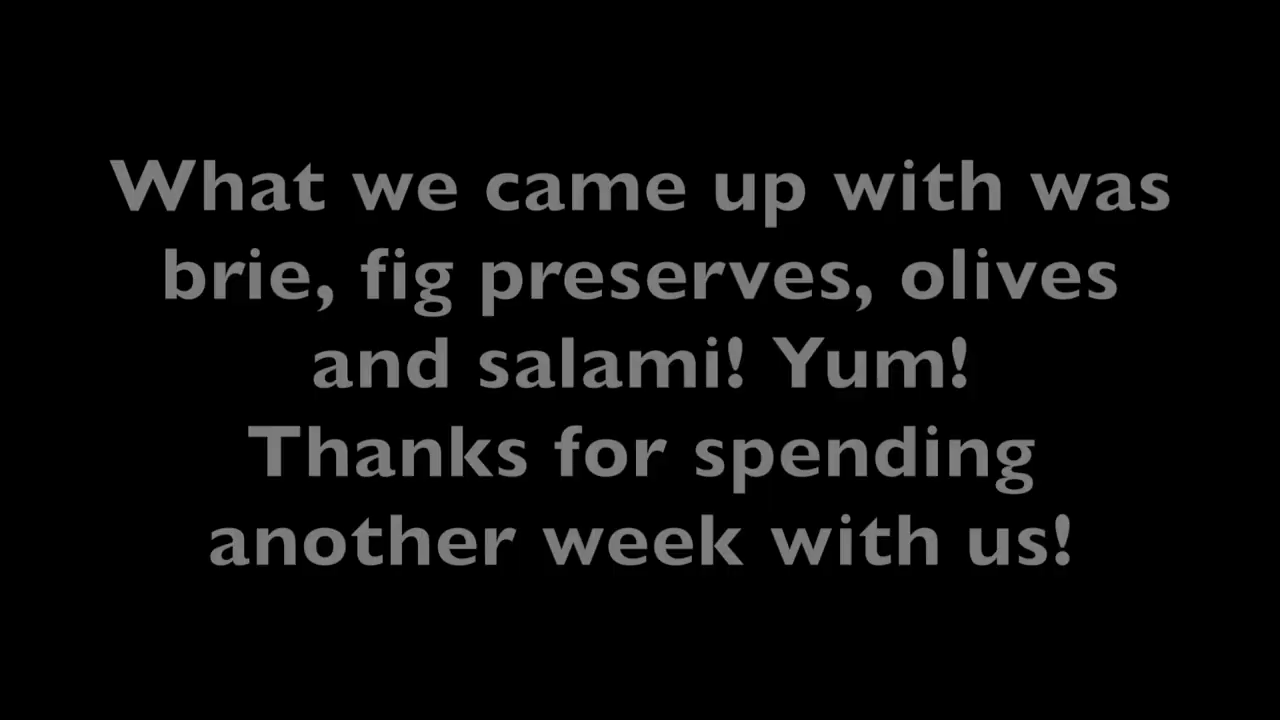 What we came up with was
brie, fig preserves, olives
and salami! Yum!
Thanks for spending
another week with us!